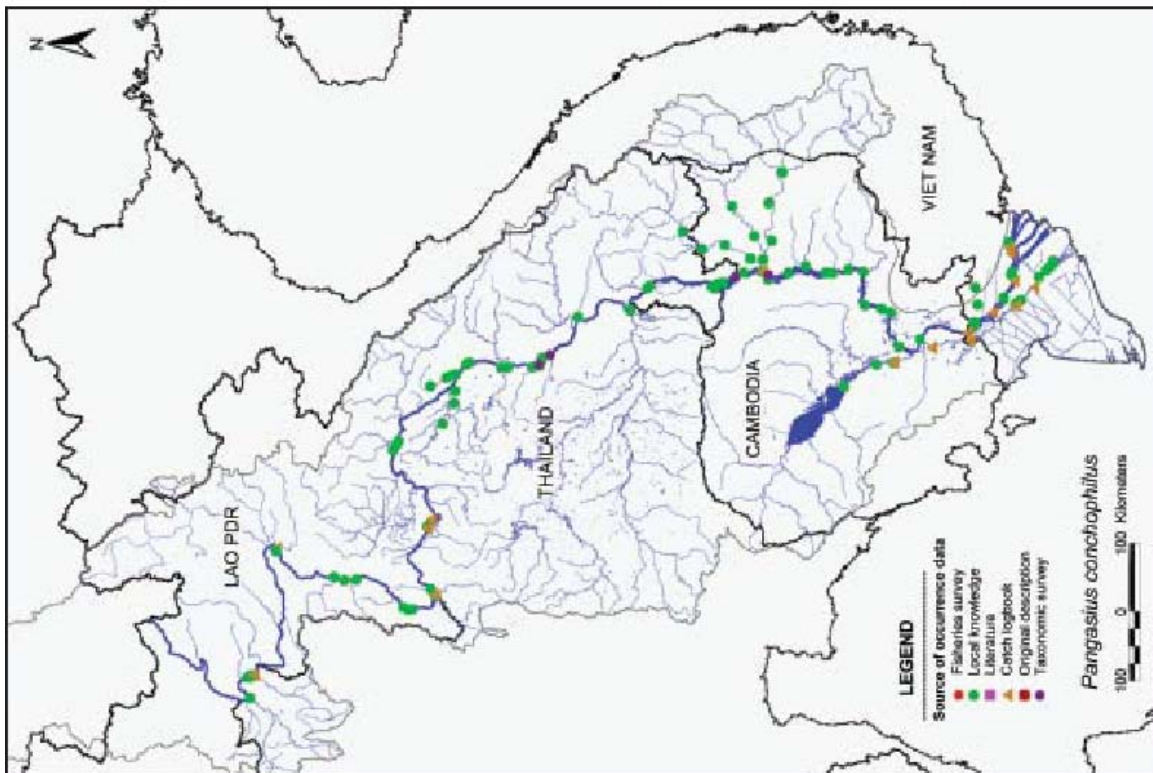 N
LAO PDR
THAILAND
CAMBODIA
VIET NAM
LEGEND
Source of occurrence data
Fisheries survey
Local knowledge
Literature
Catch logbook
Original description
Taxonomic survey
Pangasius conchophilus
100 0 100 Kilometers